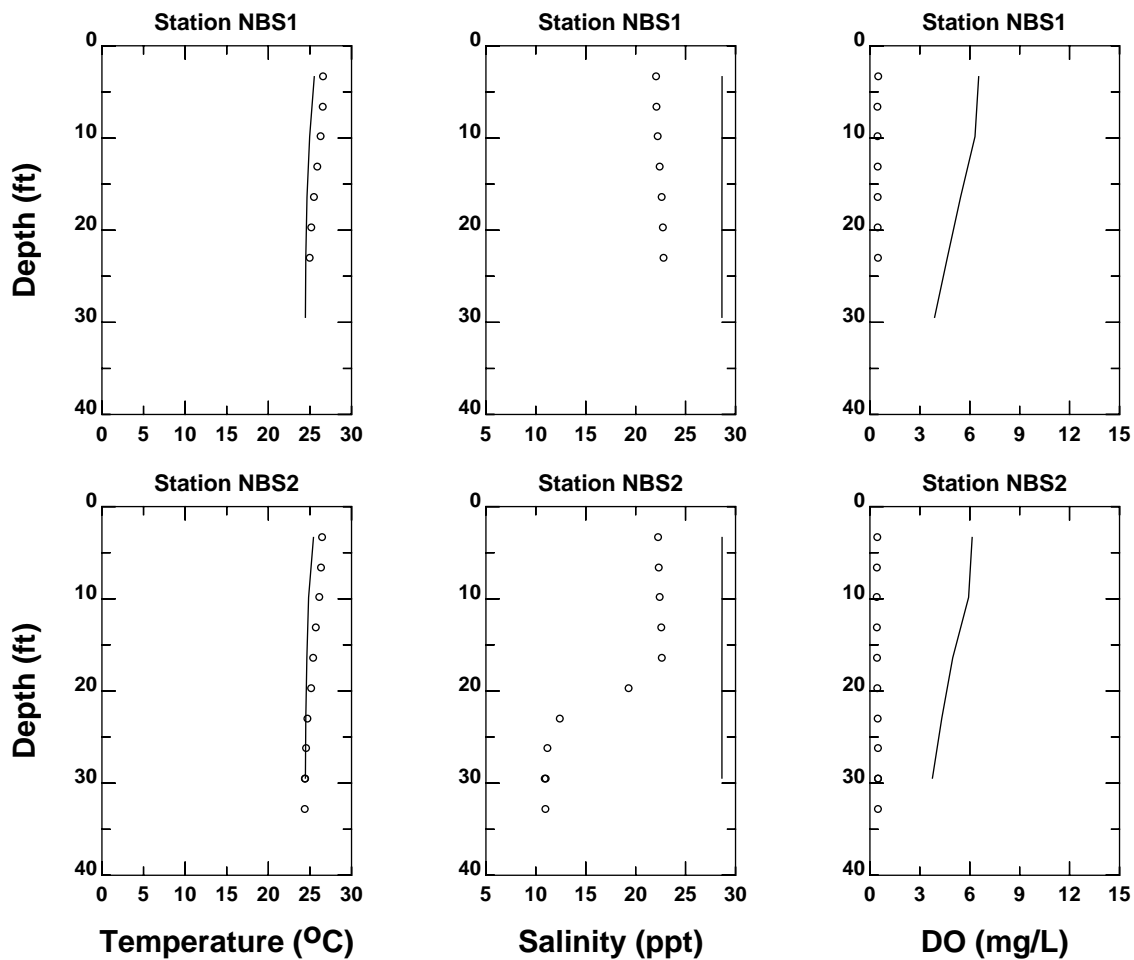 Station NBS1
Station NBS1
Station NBS1
0
10
20
30
40
0 5 10 15 20 25 30
0
10
20
30
40
5 10 15 20 25 30
0
10
20
30
40
0 3 6 9 12 15
Depth (ft)
Station NBS2
Station NBS2
Station NBS2
0
10
20
30
40
0 5 10 15 20 25 30
0
10
20
30
40
5 10 15 20 25 30
0
10
20
30
40
0 3 6 9 12 15
Depth (ft)
Temperature (ºC)
Salinity (ppt)
DO (mg/L)